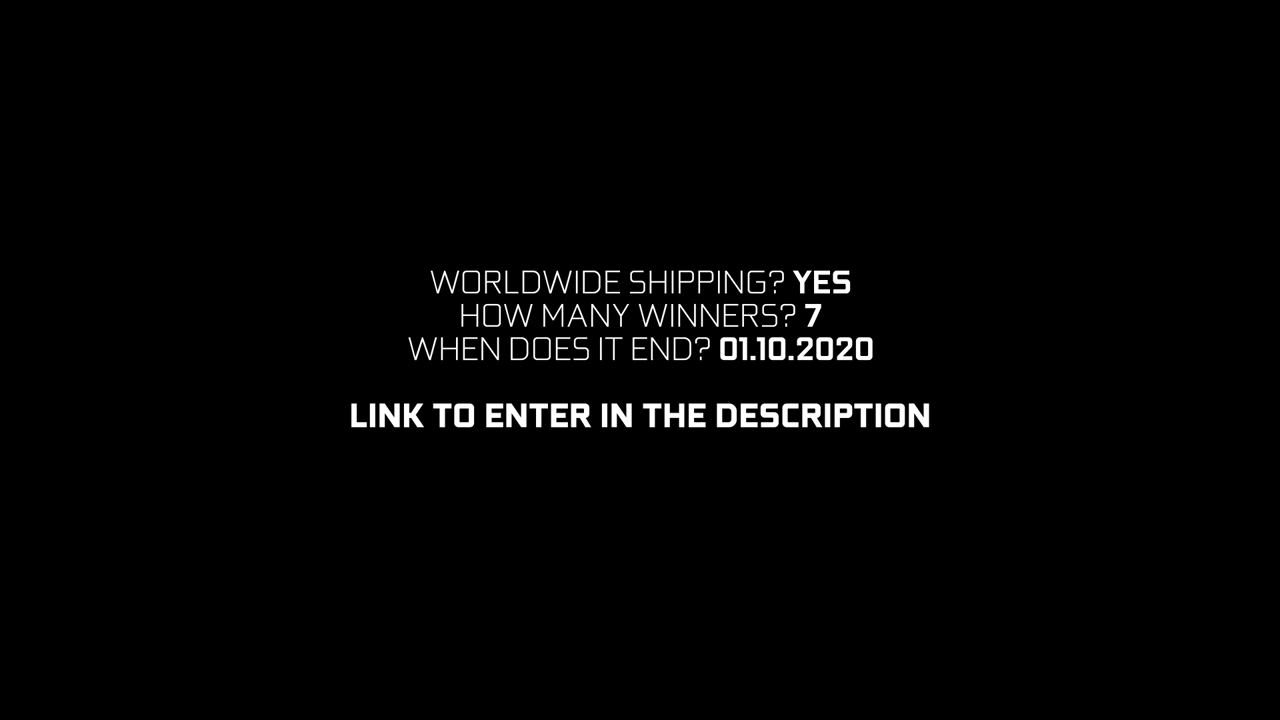 WORLDWIDE SHIPPING? YES
HOW MANY WINNERS? 7
WHEN DOES IT END? 01.10.2020
LINK TO ENTER IN THE DESCRIPTION